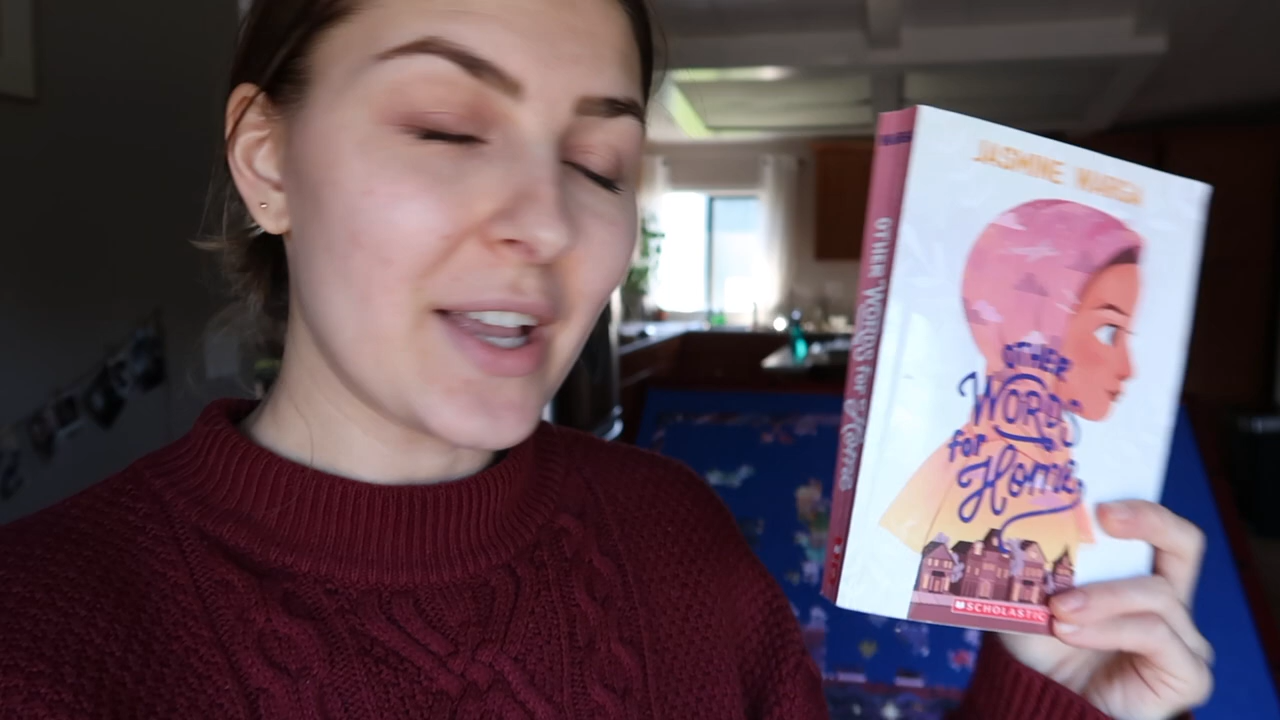 JASMINE WARGA
OTHER
WORDS
for
Home
SCHOLASTIC
OTHER WORDS for Home